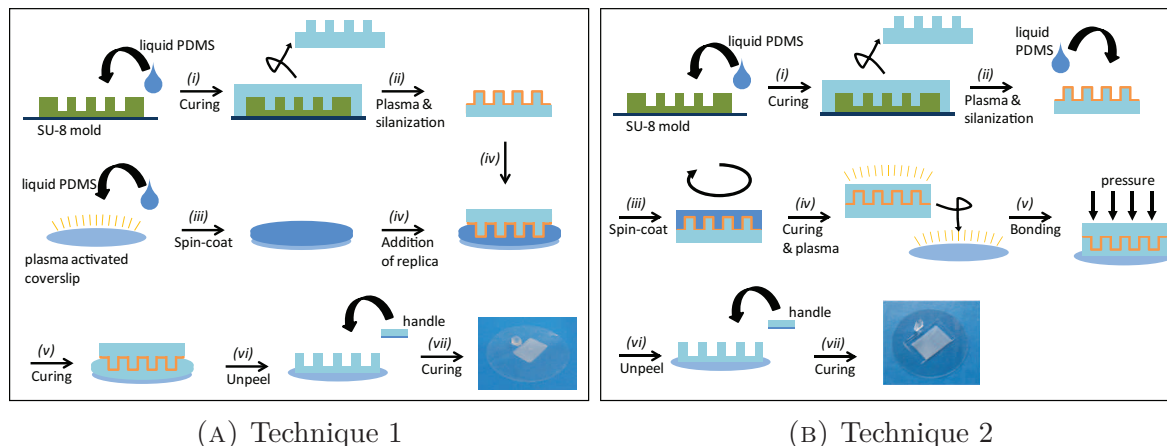 liquid PDMS
(i)
Curing
SU-8 mold
(ii)
Plasma &
silanization
(iv)
liquid PDMS
plasma activated
coverslip
(iii)
Spin-coat
(iv)
Addition
of replica
(v)
Curing
(vi)
Unpeel
handle
(vii)
Curing
(A) Technique 1
liquid PDMS
(i)
Curing
SU-8 mold
(ii)
Plasma &
silanization
liquid
PDMS
(iii)
Spin-coat
(iv)
Curing
& plasma
(v)
Bonding
pressure
(vi)
Unpeel
handle
(vii)
Curing
(B) Technique 2